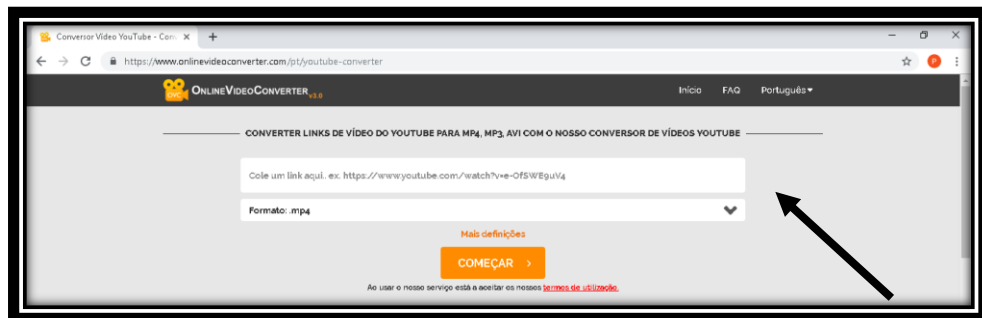 Conversor Vídeo YouTube - Con
https://www.onlinevideoconverter.com/pt/youtube-converter
P
OVC ONLINEVIDEOCONVERTER v3.0 Início FAQ Português
CONVERTER LINKS DE VÍDEO DO YOUTUBE PARA MP4, MP3, AVI COM O NOSSO CONVERSOR DE VÍDEOS YOUTUBE
Cole um link aqui.. ex. https://www.youtube.com/watch?v=e-OfSWE9uV4
Formato: .mp4
Mais definições
COMEÇAR
Ao usar o nosso serviço está a aceitar os nossos termos de utilização.